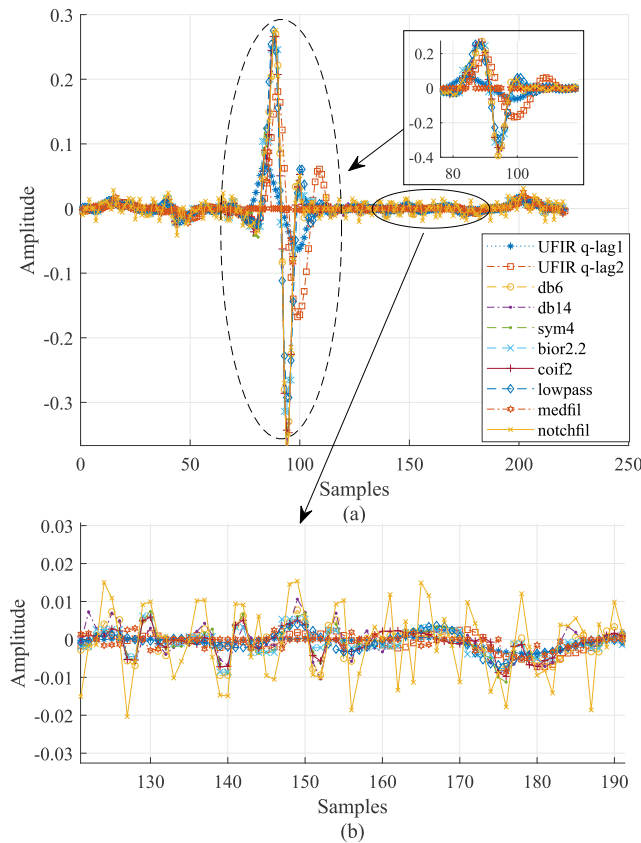 0.3
0.2
0.1
0
-0.1
-0.2
-0.3
Amplitude
0.2
0
-0.2
-0.4
80 100
UFIR q-lag1
UFIR q-lag2
db6
db14
sym4
bior2.2
coif2
lowpass
medfil
notchfil
0 50 100 150 200 250
Samples
(a)
0.03
0.02
0.01
0
-0.01
-0.02
-0.03
Amplitude
130 140 150 160 170 180 190
Samples
(b)